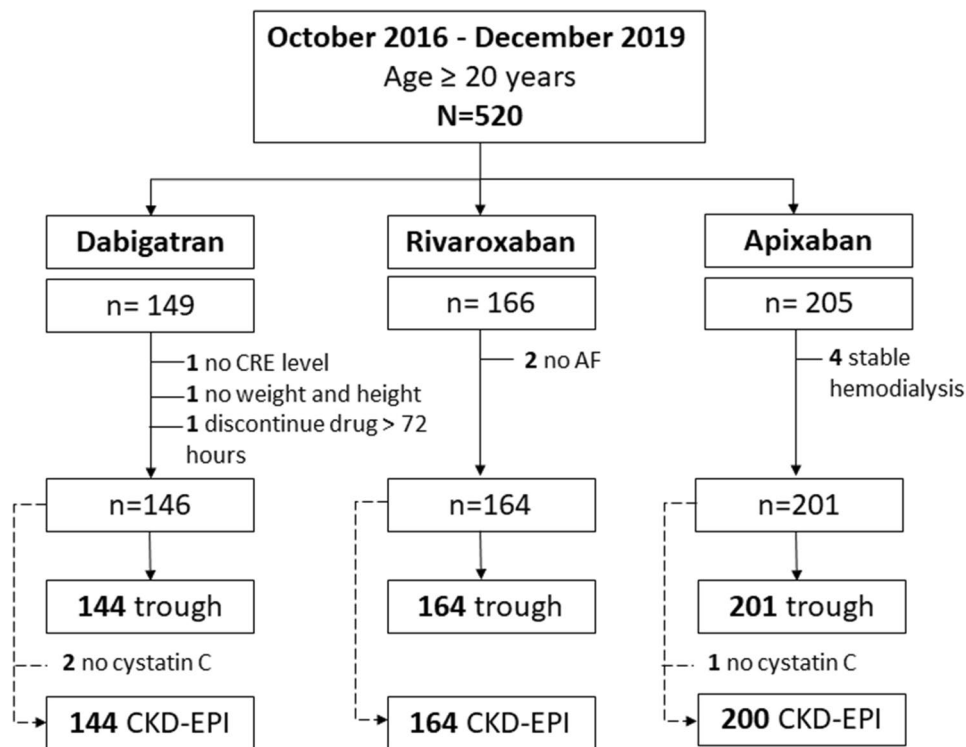 October 2016 - December 2019
Age ≥ 20 years
N=520
Dabigatran
Rivaroxaban
Apixaban
n= 149
n= 166
n= 205
1 no CRE level
1 no weight and height
1 discontinue drug > 72
hours
2 no AF
4 stable
hemodialysis
n=146
n=164
n=201
144 trough
164 trough
201 trough
2 no cystatin C
1 no cystatin C
144 CKD-EPI
164 CKD-EPI
200 CKD-EPI